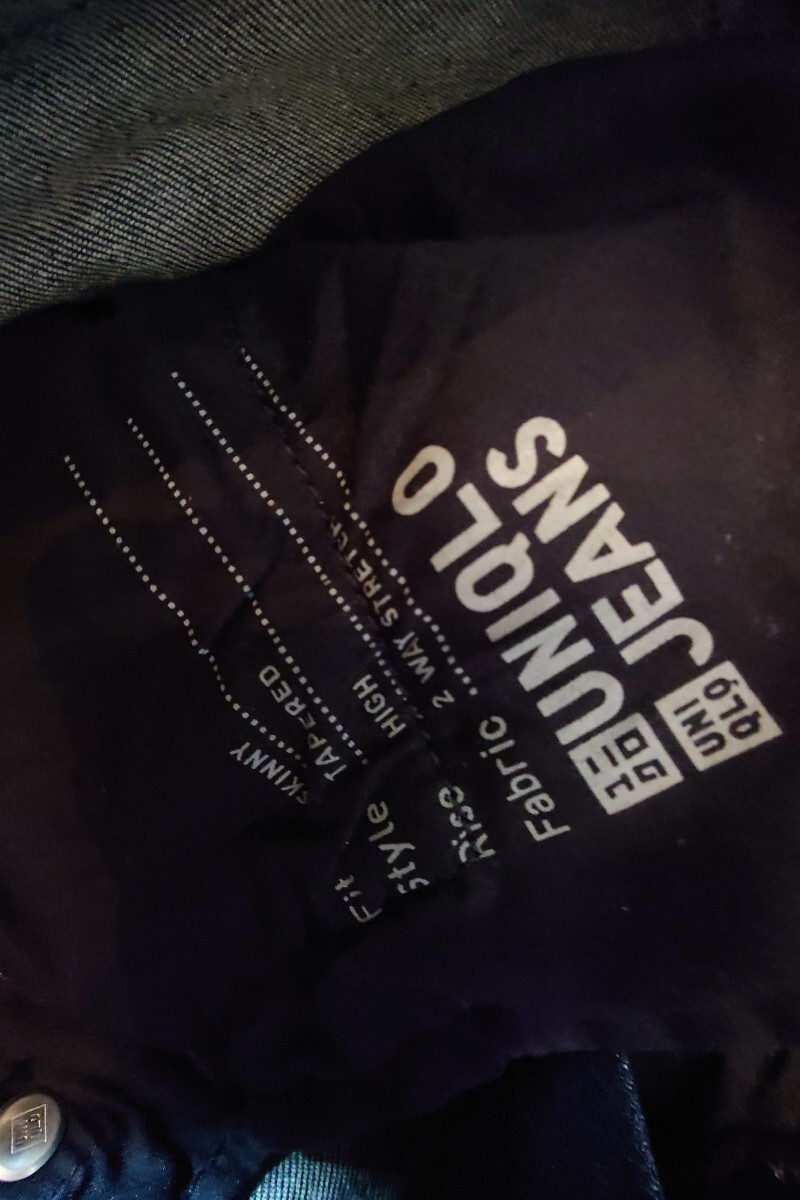 ユニ
クロ
UNIQLO
UNI
QLO
JEANS
Fabric 2 WAY STRETCH
Rise HIGH
Style TAPERED
Fit SKINNY